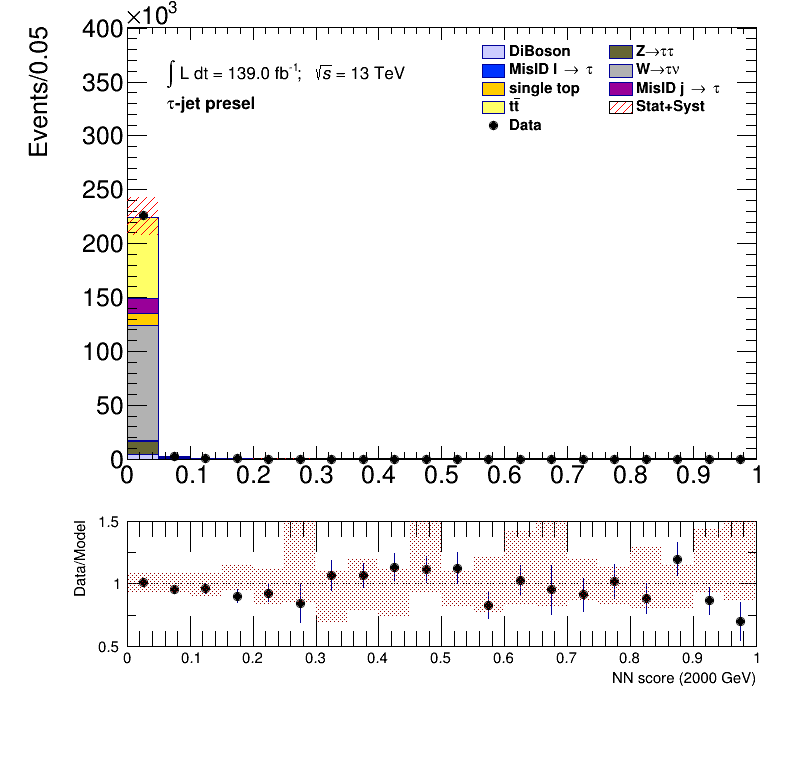 ×10³
Events/0.05
400
350
300
250
200
150
100
50
0
∫ L dt = 139.0 fb⁻¹; √s = 13 TeV
τ-jet presel
DiBoson
MisID l → τ
single top
tt̄
Data
Z→ττ
W→τν
MisID j → τ
Stat+Syst
0 0.1 0.2 0.3 0.4 0.5 0.6 0.7 0.8 0.9 1
Data/Model
1.5
1
0.5
0 0.1 0.2 0.3 0.4 0.5 0.6 0.7 0.8 0.9 1
NN score (2000 GeV)